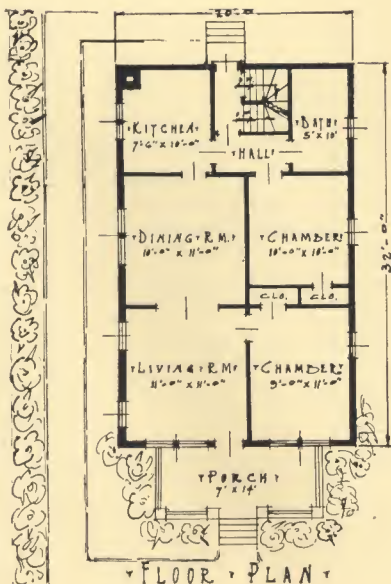 20'-0"
KITCHEN
7'-6" X 10'-0"
BATH
5' X 10'
HALL
DINING RM.
10'-0" X 11'-0"
CHAMBER
10'-0" X 10'-0"
32'-0"
CLO.
CLO.
LIVING RM
11'-0" X 11'-0"
CHAMBER
9'-0" X 11'-0"
PORCH
7' X 14'
FLOOR PLAN